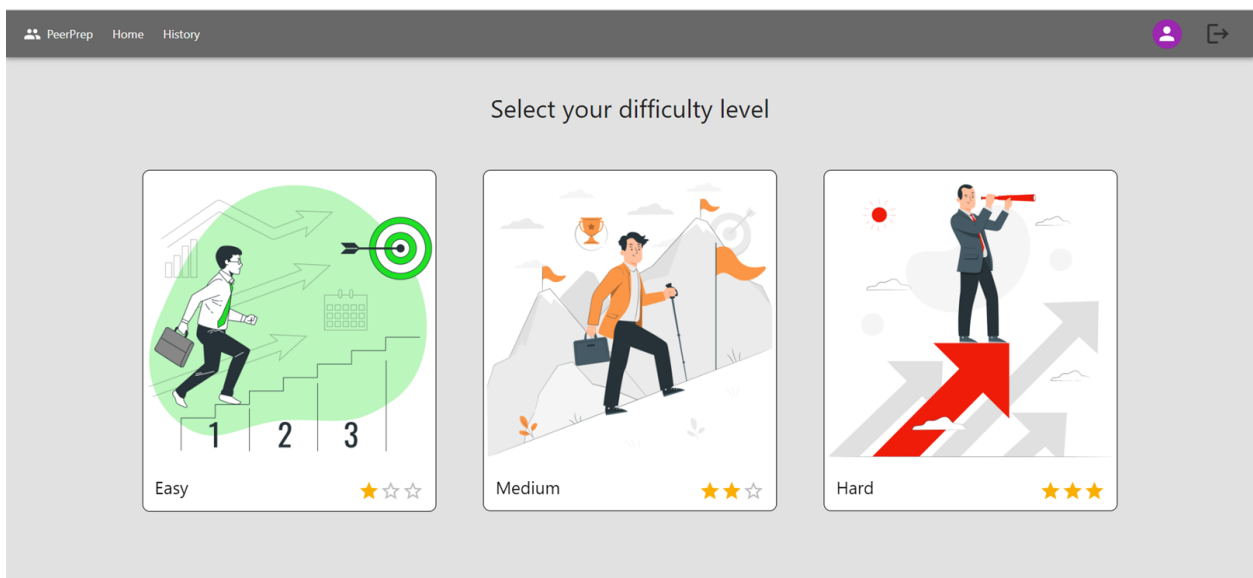 PeerPrep Home History
Select your difficulty level
1 2 3
Easy
Medium
Hard